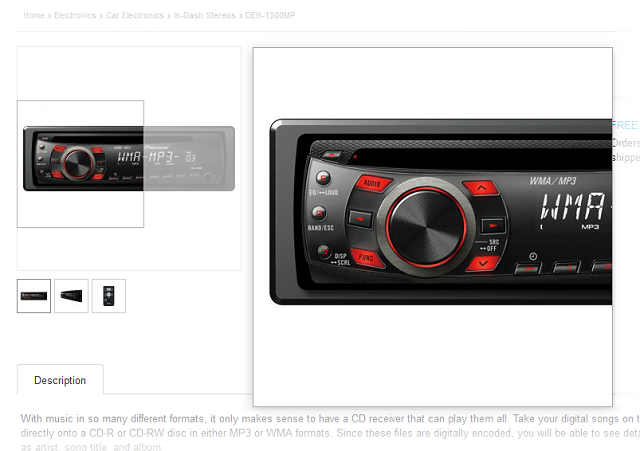 Home > Electronics > Car Electronics > In-Dash Stereos > DEH-1300MP
Pioneer
WMA-MP3- 03
FREE
Orders
shippe
WMA / MP3
AUDIO
EQ/↔LOUD
WMA-
BAND/ESC
MP3
SRC
↔OFF
DISP
↔SCRL
FUNC
Description
With music in so many different formats, it only makes sense to have a CD receiver that can play them all. Take your digital songs on t
directly onto a CD-R or CD-RW disc in either MP3 or WMA formats. Since these files are digitally encoded, you will be able to see deta
as artist, song title, and album.